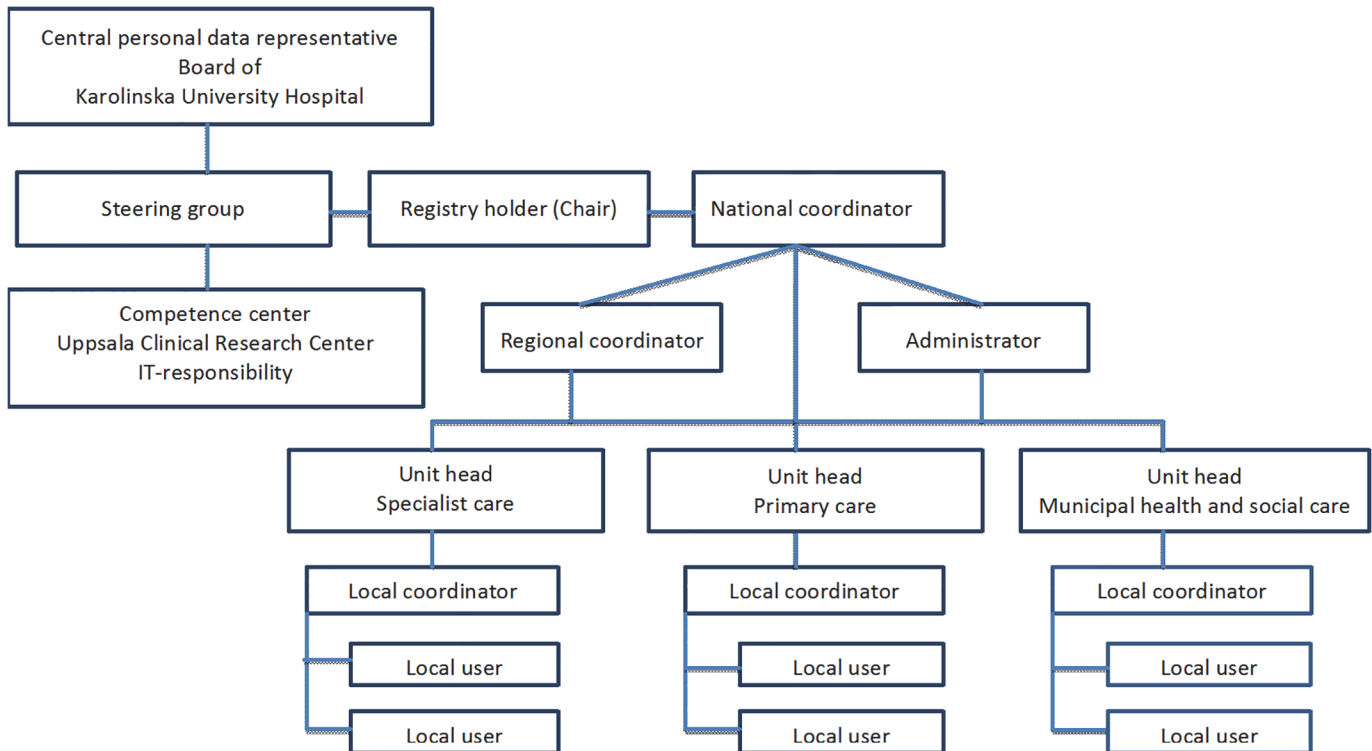 Central personal data representative
Board of
Karolinska University Hospital
Steering group
Registry holder (Chair)
National coordinator
Competence center
Uppsala Clinical Research Center
IT-responsibility
Regional coordinator
Administrator
Unit head
Specialist care
Unit head
Primary care
Unit head
Municipal health and social care
Local coordinator
Local coordinator
Local coordinator
Local user
Local user
Local user
Local user
Local user
Local user